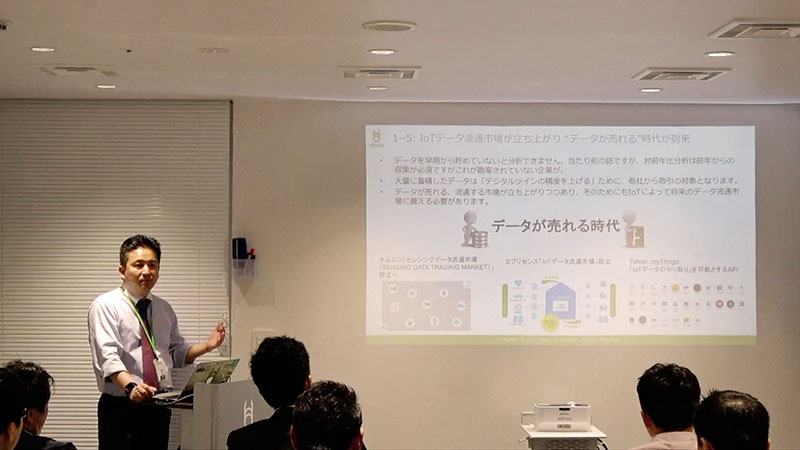 1−5: IoTデータ流通市場が立ち上がり “データが売れる”時代が到来
• データを早期から貯めていないと分析できません。当たり前の話ですが、対前年比分析は前年からの
収集が必須ですがこれが勘案されていない企業が。
• 大量に蓄積したデータは「デジタルツインの精度を上げる」ために、他社から取引の対象となります。
• データが売れる、流通する市場が立ち上がりつつあり、そのためにもIoTによって将来のデータ流通市
場に備える必要があります。
データが売れる時代
オムロン「センシングデータ流通市場
(SENSING DATA TRADING MARKET)」
設立へ
エブリセンス「IoTデータ流通市場」設立
Yahoo myThings
「IoTデータのやり取り」を可能とするAPI